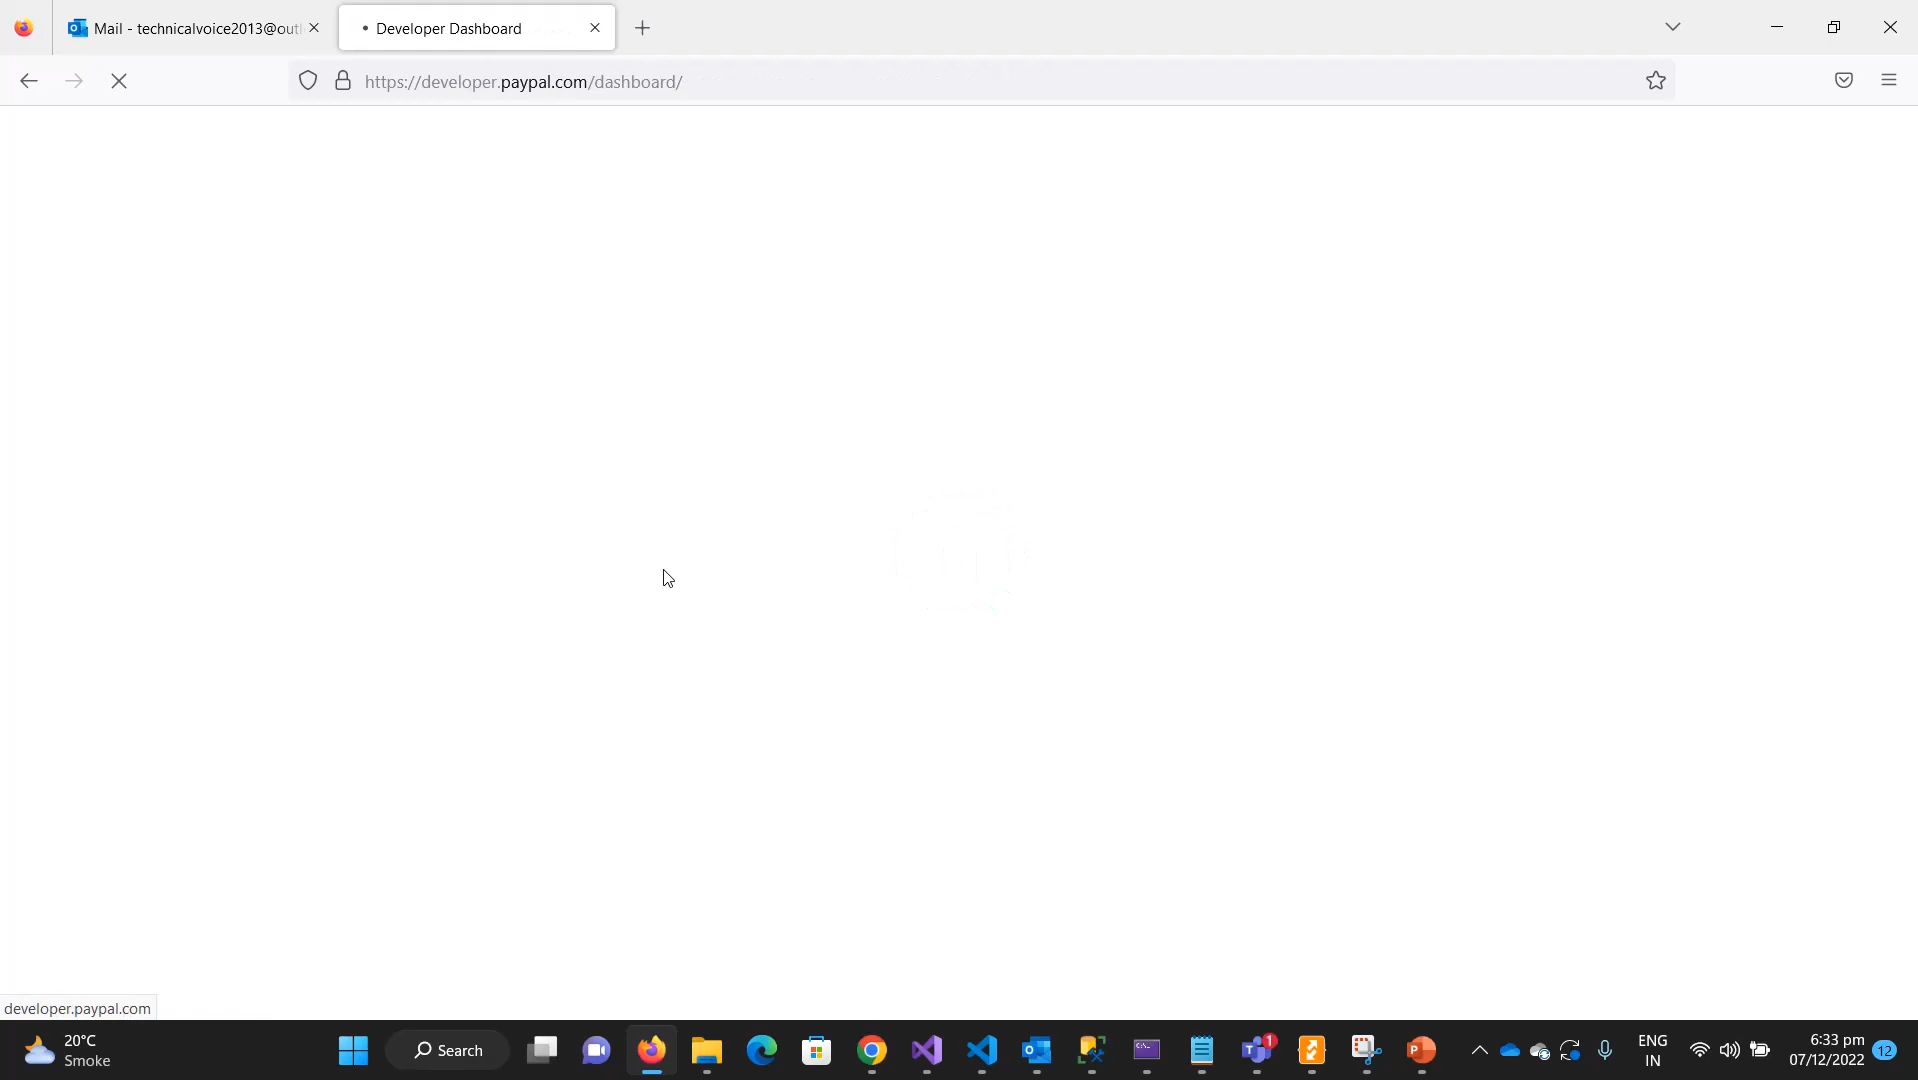 Mail - technicalvoice2013@outl
Developer Dashboard
https://developer.paypal.com/dashboard/
developer.paypal.com
20°C
Smoke
Search
1
ENG
IN
6:33 pm
07/12/2022
12